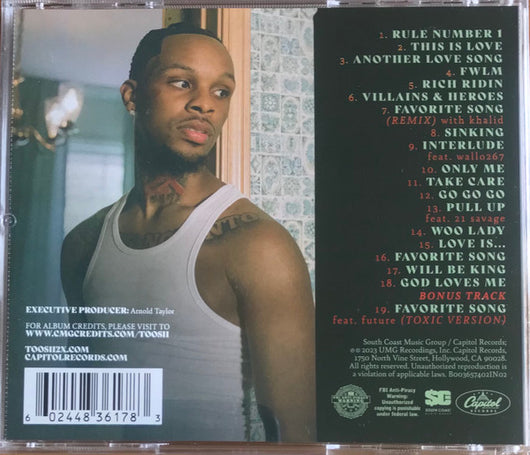 1. RULE NUMBER 1
2. THIS IS LOVE
3. ANOTHER LOVE SONG
4. FWLM
5. RICH RIDIN
6. VILLAINS & HEROES
7. FAVORITE SONG
(REMIX) with khalid
8. SINKING
9. INTERLUDE
feat. wallo267
10. ONLY ME
11. TAKE CARE
12. GO GO GO
13. PULL UP
feat. 21 savage
14. WOO LADY
15. LOVE IS...
16. FAVORITE SONG
17. WILL BE KING
18. GOD LOVES ME
BONUS TRACK
19. FAVORITE SONG
feat. future (TOXIC VERSION)
EXECUTIVE PRODUCER: Arnold Taylor
FOR ALBUM CREDITS, PLEASE VISIT TO
WWW.CMGCREDITS.COM/TOOSII
TOOSII2X.COM
CAPITOLRECORDS.COM
6 02448 36178 3
South Coast Music Group / Capitol Records;
℗© 2023 UMG Recordings, Inc. Capitol Records,
1750 North Vine Street, Hollywood, CA 90028.
All rights reserved. Unauthorized reproduction is
a violation of applicable laws. B003657402IN02
FBI Anti-Piracy
Warning:
Unauthorized
copying is punishable
under federal law.
SG
Capitol
RECORDS